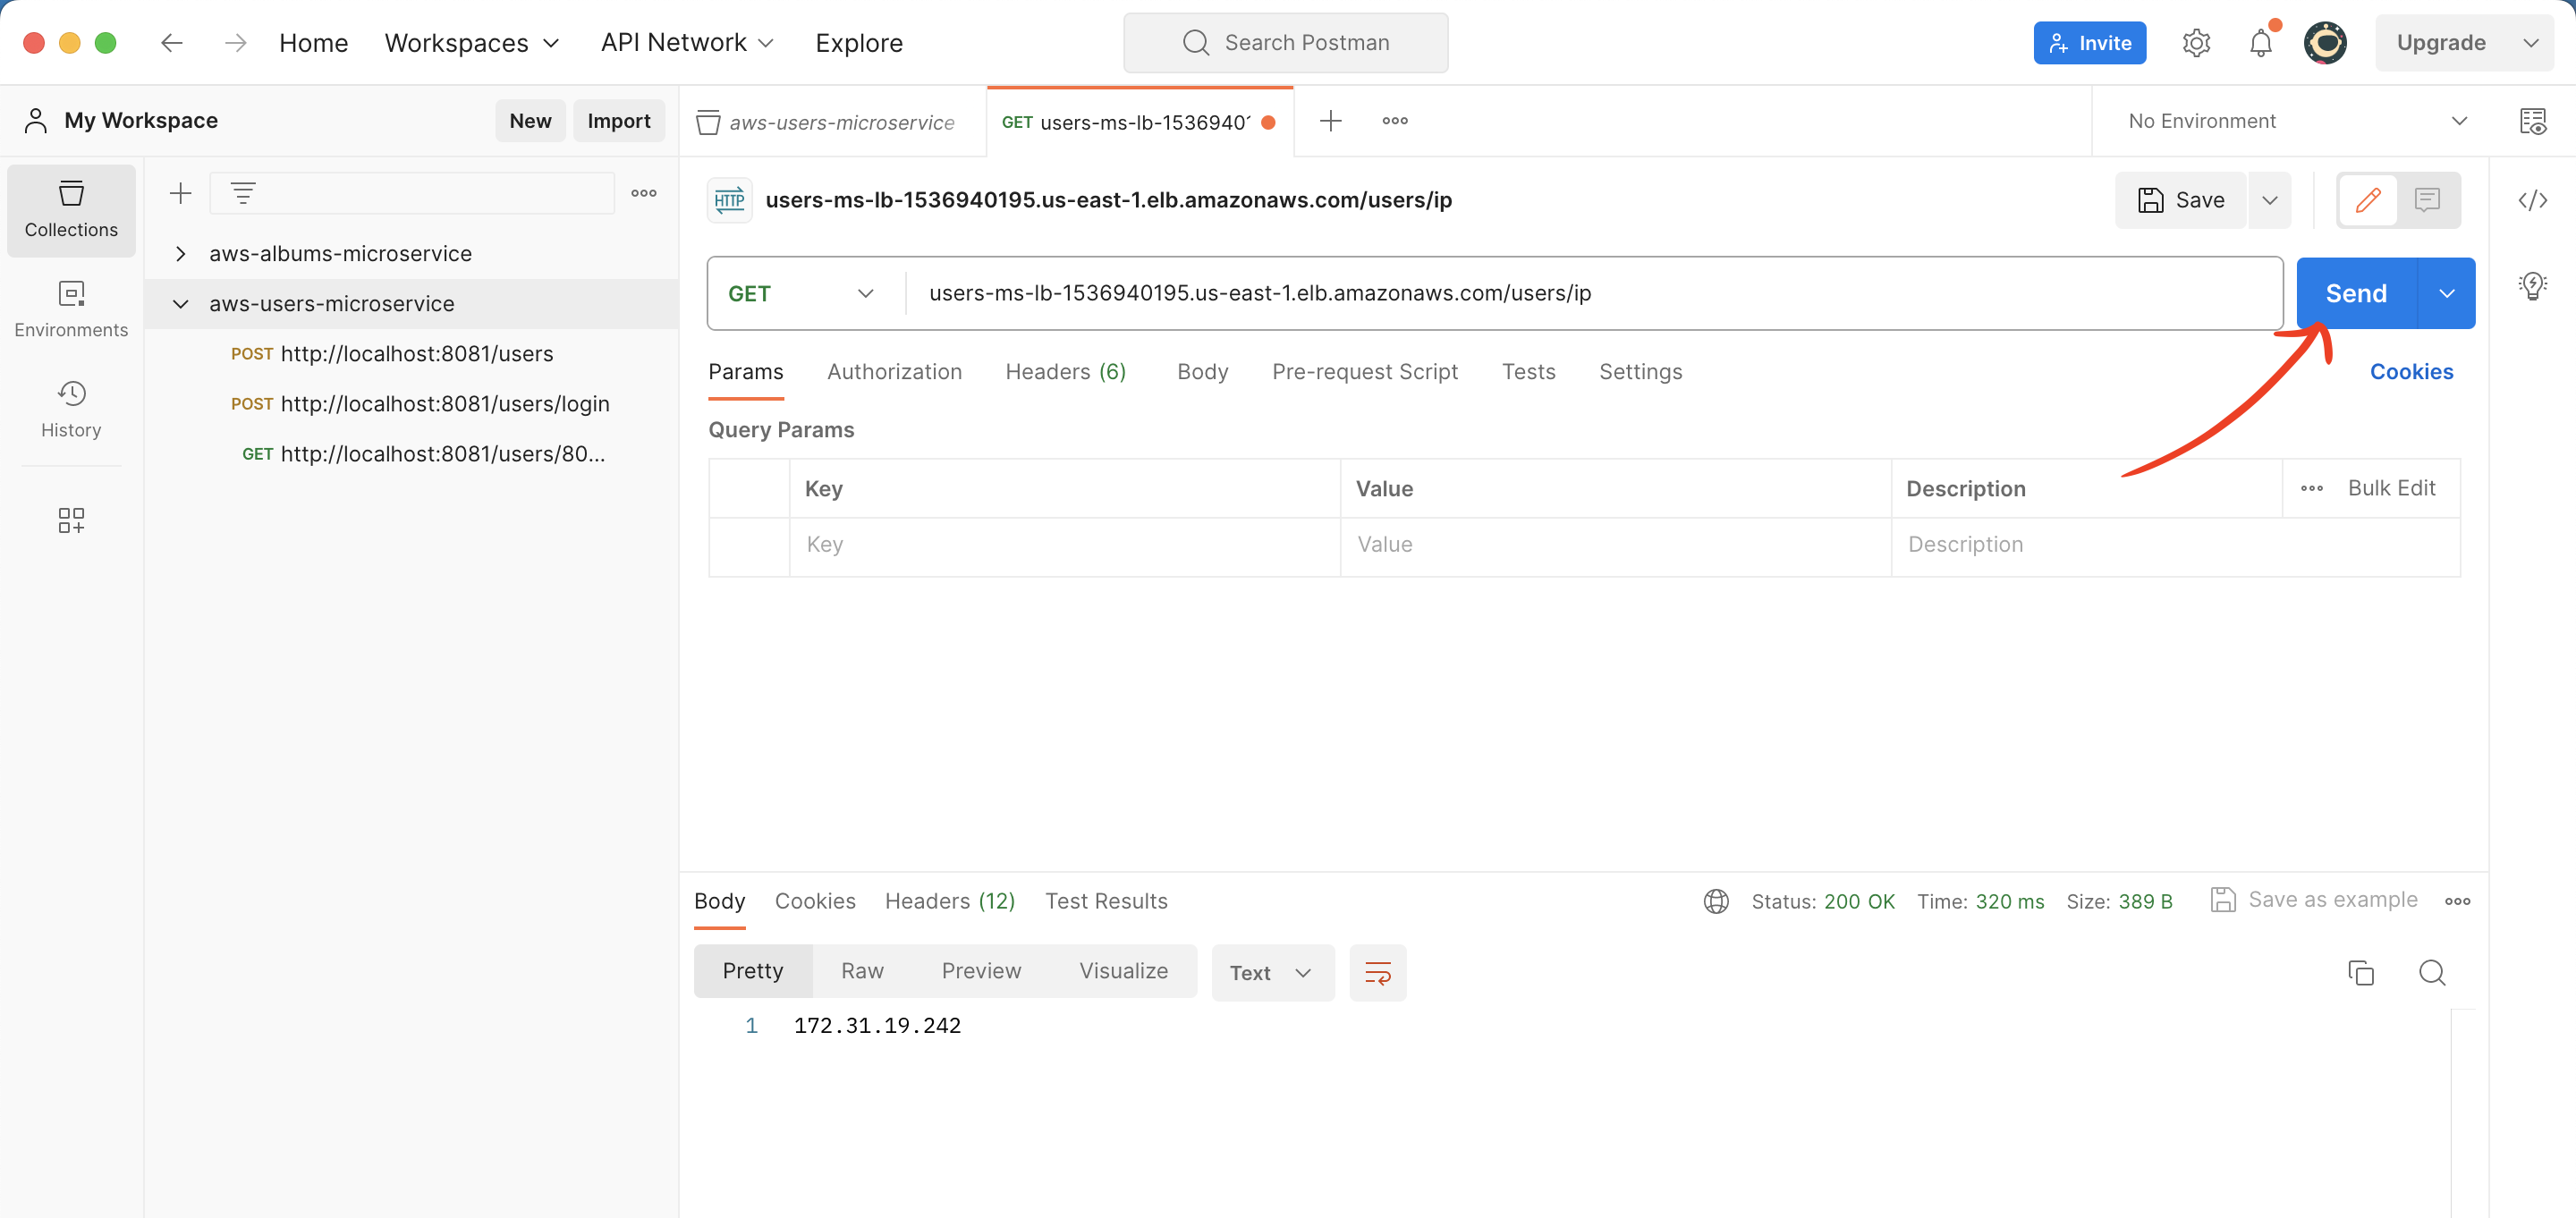 Home Workspaces API Network Explore Search Postman Invite Upgrade
My Workspace New Import aws-users-microservice GET users-ms-lb-1536940 No Environment
Collections
Environments
History
aws-albums-microservice
aws-users-microservice
POST http://localhost:8081/users
POST http://localhost:8081/users/login
GET http://localhost:8081/users/80...
HTTP users-ms-lb-1536940195.us-east-1.elb.amazonaws.com/users/ip Save
GET users-ms-lb-1536940195.us-east-1.elb.amazonaws.com/users/ip Send
Params Authorization Headers (6) Body Pre-request Script Tests Settings Cookies
Query Params
Key Value Description Bulk Edit
Key Value Description
Body Cookies Headers (12) Test Results Status: 200 OK Time: 320 ms Size: 389 B Save as example
Pretty Raw Preview Visualize Text
1 172.31.19.242